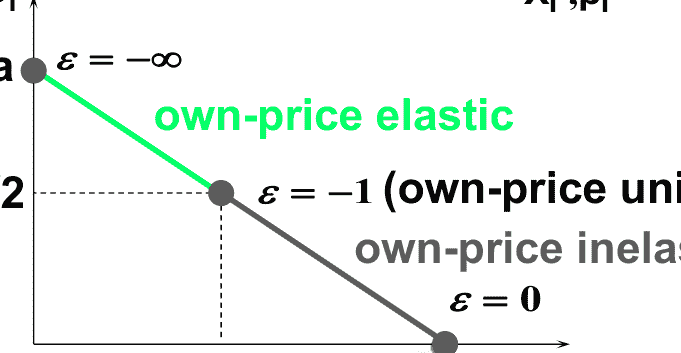 a ε = −∞
own-price elastic
2 ε = −1 (own-price uni
own-price inelas
ε = 0